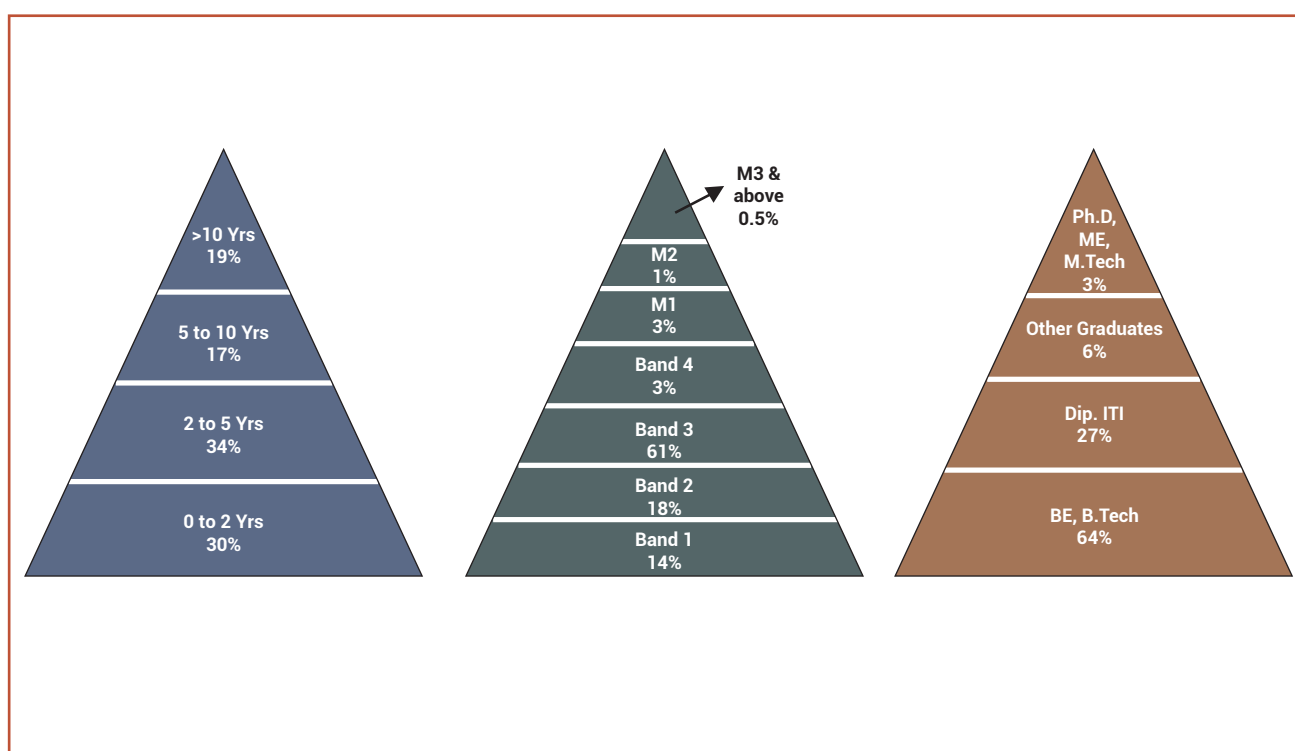 >10 Yrs
19%
5 to 10 Yrs
17%
2 to 5 Yrs
34%
0 to 2 Yrs
30%
M3 &
above
0.5%
M2
1%
M1
3%
Band 4
3%
Band 3
61%
Band 2
18%
Band 1
14%
Ph.D,
ME,
M.Tech
3%
Other Graduates
6%
Dip. ITI
27%
BE, B.Tech
64%